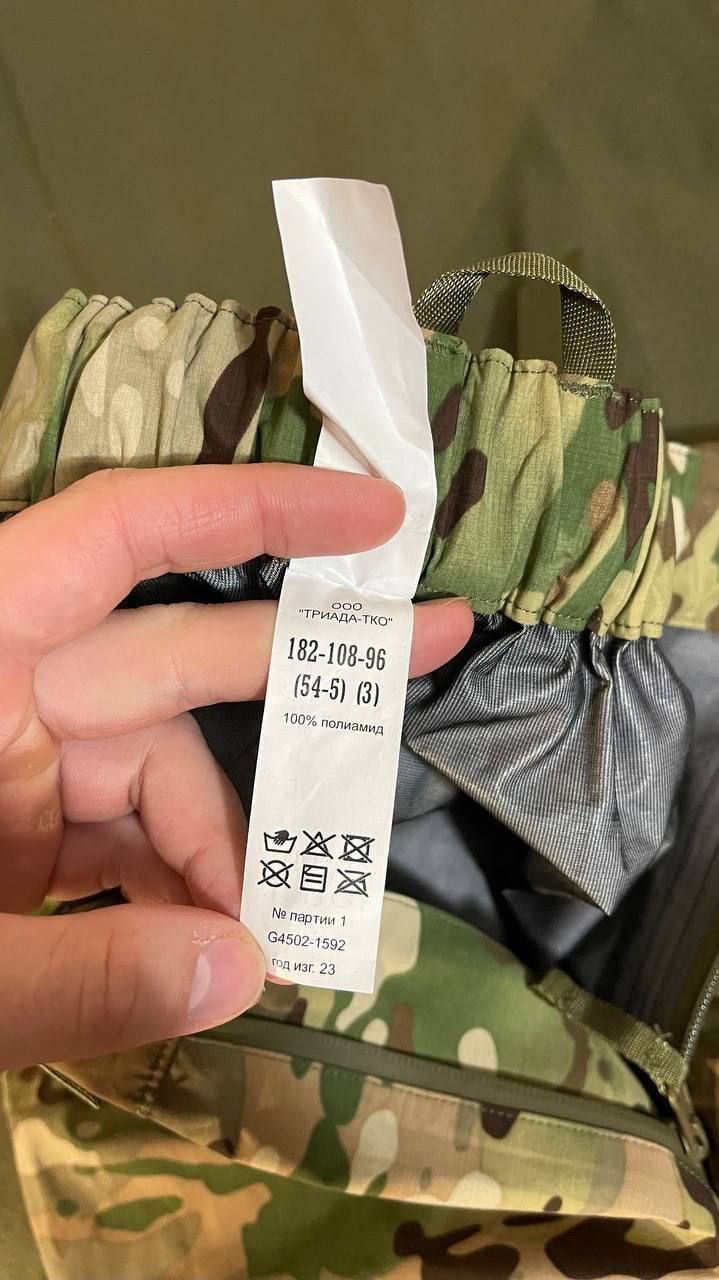 ООО
"ТРИАДА-ТКО"
182-108-96
(54-5) (3)
100% полиамид
№ партии 1
G4502-1592
год изг. 23